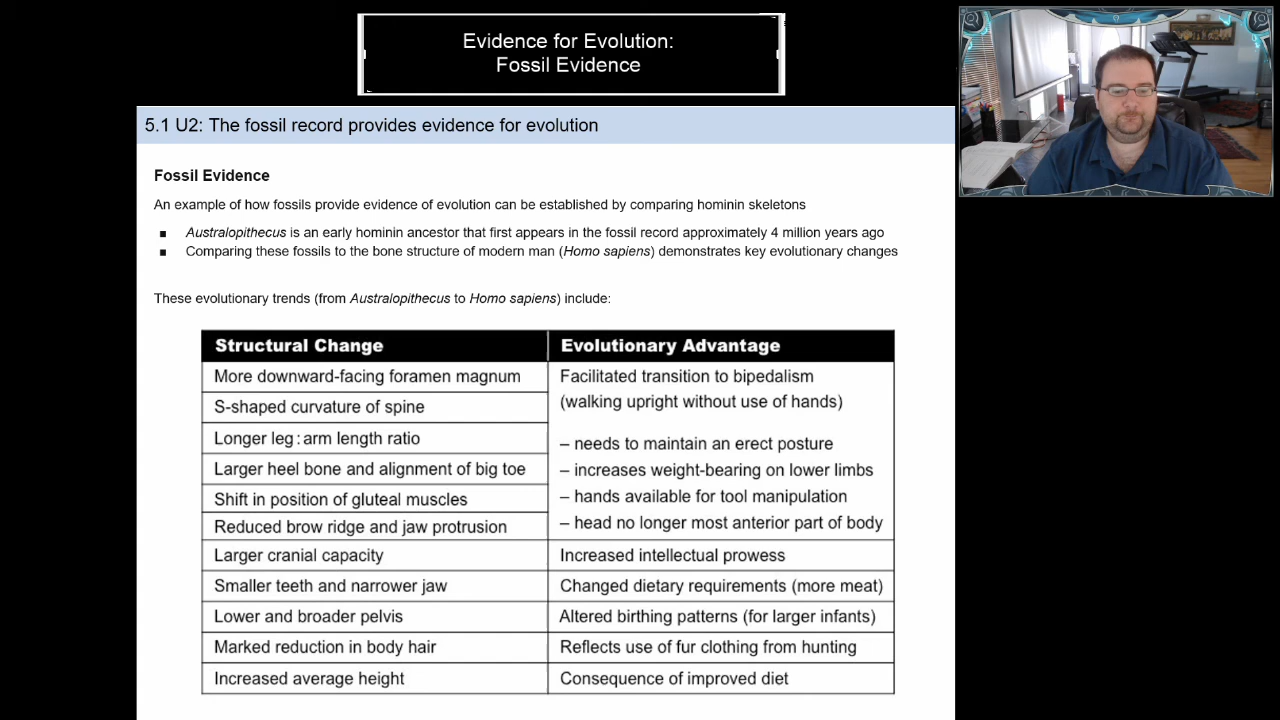 Evidence for Evolution:
Fossil Evidence
5.1 U2: The fossil record provides evidence for evolution
Fossil Evidence
An example of how fossils provide evidence of evolution can be established by comparing hominin skeletons
▪ Australopithecus is an early hominin ancestor that first appears in the fossil record approximately 4 million years ago
▪ Comparing these fossils to the bone structure of modern man (Homo sapiens) demonstrates key evolutionary changes
These evolutionary trends (from Australopithecus to Homo sapiens) include:
Structural Change
Evolutionary Advantage
More downward-facing foramen magnum
S-shaped curvature of spine
Longer leg : arm length ratio
Larger heel bone and alignment of big toe
Shift in position of gluteal muscles
Reduced brow ridge and jaw protrusion
Facilitated transition to bipedalism
(walking upright without use of hands)
– needs to maintain an erect posture
– increases weight-bearing on lower limbs
– hands available for tool manipulation
– head no longer most anterior part of body
Larger cranial capacity
Increased intellectual prowess
Smaller teeth and narrower jaw
Changed dietary requirements (more meat)
Lower and broader pelvis
Altered birthing patterns (for larger infants)
Marked reduction in body hair
Reflects use of fur clothing from hunting
Increased average height
Consequence of improved diet